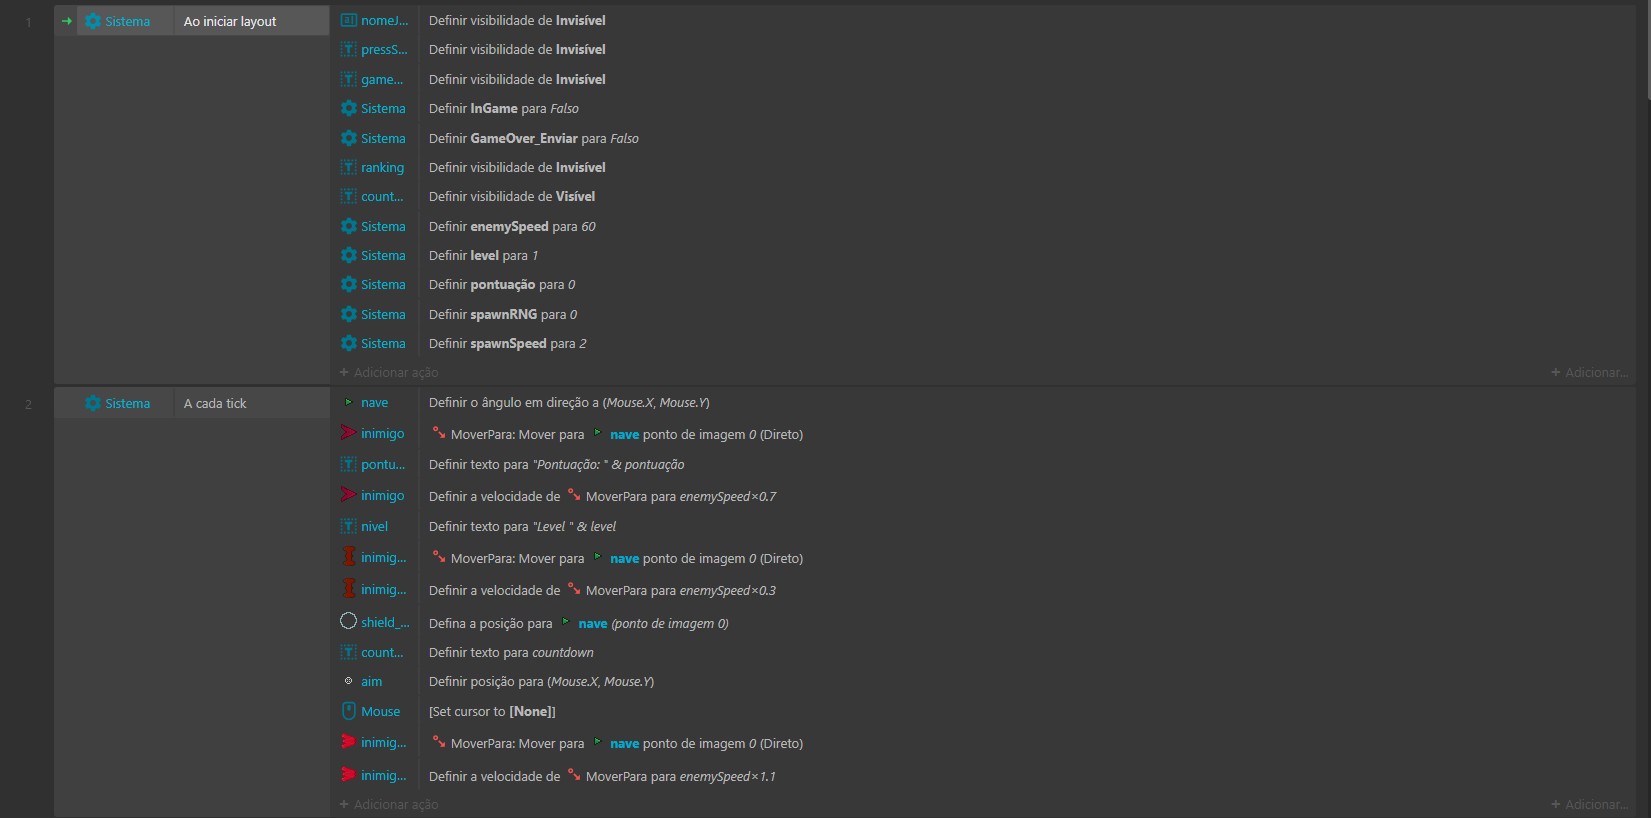 1 Sistema Ao iniciar layout
nomeJ... Definir visibilidade de Invisível
pressS... Definir visibilidade de Invisível
game... Definir visibilidade de Invisível
Sistema Definir InGame para Falso
Sistema Definir GameOver_Enviar para Falso
ranking Definir visibilidade de Invisível
count... Definir visibilidade de Visível
Sistema Definir enemySpeed para 60
Sistema Definir level para 1
Sistema Definir pontuação para 0
Sistema Definir spawnRNG para 0
Sistema Definir spawnSpeed para 2
+ Adicionar ação + Adicionar...
2 Sistema A cada tick
nave Definir o ângulo em direção a (Mouse.X, Mouse.Y)
inimigo MoverPara: Mover para nave ponto de imagem 0 (Direto)
pontu... Definir texto para "Pontuação: " & pontuação
inimigo Definir a velocidade de MoverPara para enemySpeed×0.7
nivel Definir texto para "Level " & level
inimig... MoverPara: Mover para nave ponto de imagem 0 (Direto)
inimig... Definir a velocidade de MoverPara para enemySpeed×0.3
shield_... Defina a posição para nave (ponto de imagem 0)
count... Definir texto para countdown
aim Definir posição para (Mouse.X, Mouse.Y)
Mouse [Set cursor to [None]]
inimig... MoverPara: Mover para nave ponto de imagem 0 (Direto)
inimig... Definir a velocidade de MoverPara para enemySpeed×1.1
+ Adicionar ação + Adicionar...